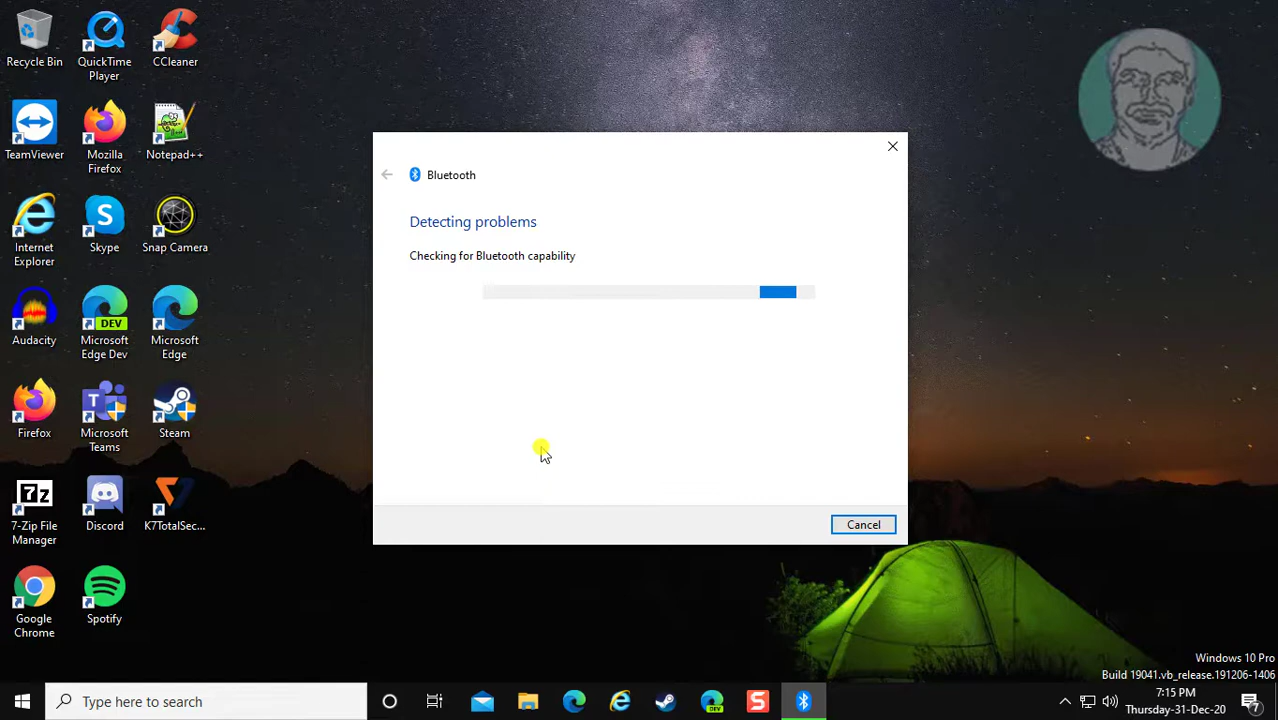 Recycle Bin
QuickTime
Player
CCleaner
TeamViewer
Mozilla
Firefox
Notepad++
Internet
Explorer
Skype
Snap Camera
Audacity
DEV
Microsoft
Edge Dev
Microsoft
Edge
Firefox
Microsoft
Teams
Steam
7-Zip File
Manager
Discord
K7TotalSec...
Google
Chrome
Spotify
Bluetooth
Detecting problems
Checking for Bluetooth capability
Cancel
Windows 10 Pro
Build 19041.vb_release.191206-1406
Type here to search
DEV
7:15 PM
Thursday-31-Dec-20
7